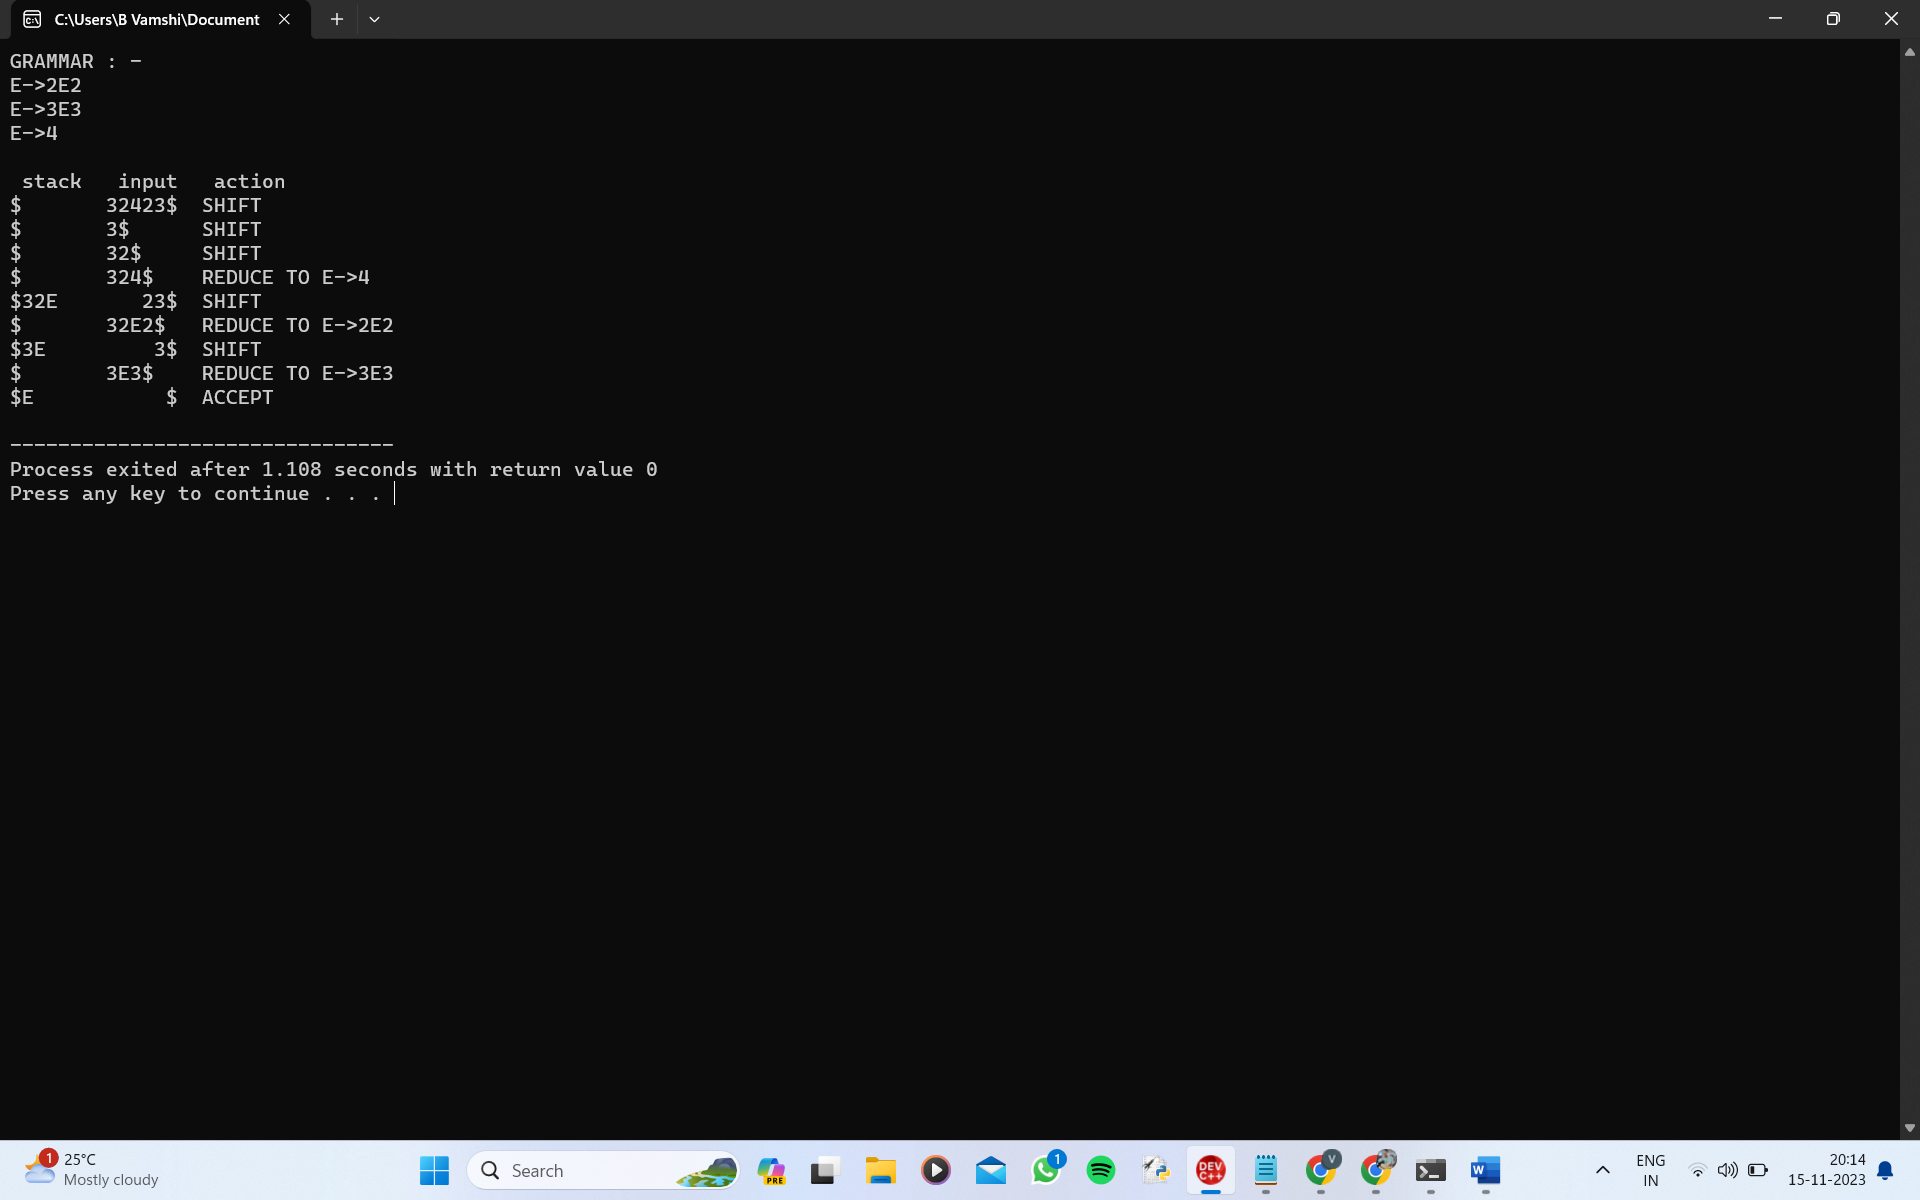 C:\Users\B Vamshi\Document
GRAMMAR : -
E->2E2
E->3E3
E->4
 stack   input   action
$       32423$  SHIFT
$       3$      SHIFT
$       32$     SHIFT
$       324$    REDUCE TO E->4
$32E       23$  SHIFT
$       32E2$   REDUCE TO E->2E2
$3E         3$  SHIFT
$       3E3$    REDUCE TO E->3E3
$E           $  ACCEPT
--------------------------------
Process exited after 1.108 seconds with return value 0
Press any key to continue . . .
1
25°C
Mostly cloudy
Search
PRE
1
DEV
C++
V
W
ENG
IN
20:14
15-11-2023